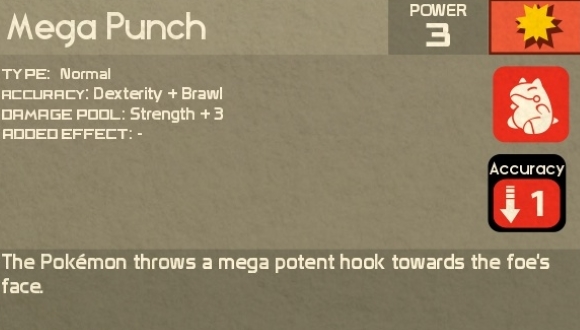 Mega Punch
POWER
3
TYPE: Normal
ACCURACY: Dexterity + Brawl
DAMAGE POOL: Strength + 3
ADDED EFFECT: -
Accuracy
1
The Pokémon throws a mega potent hook towards the foe's
face.